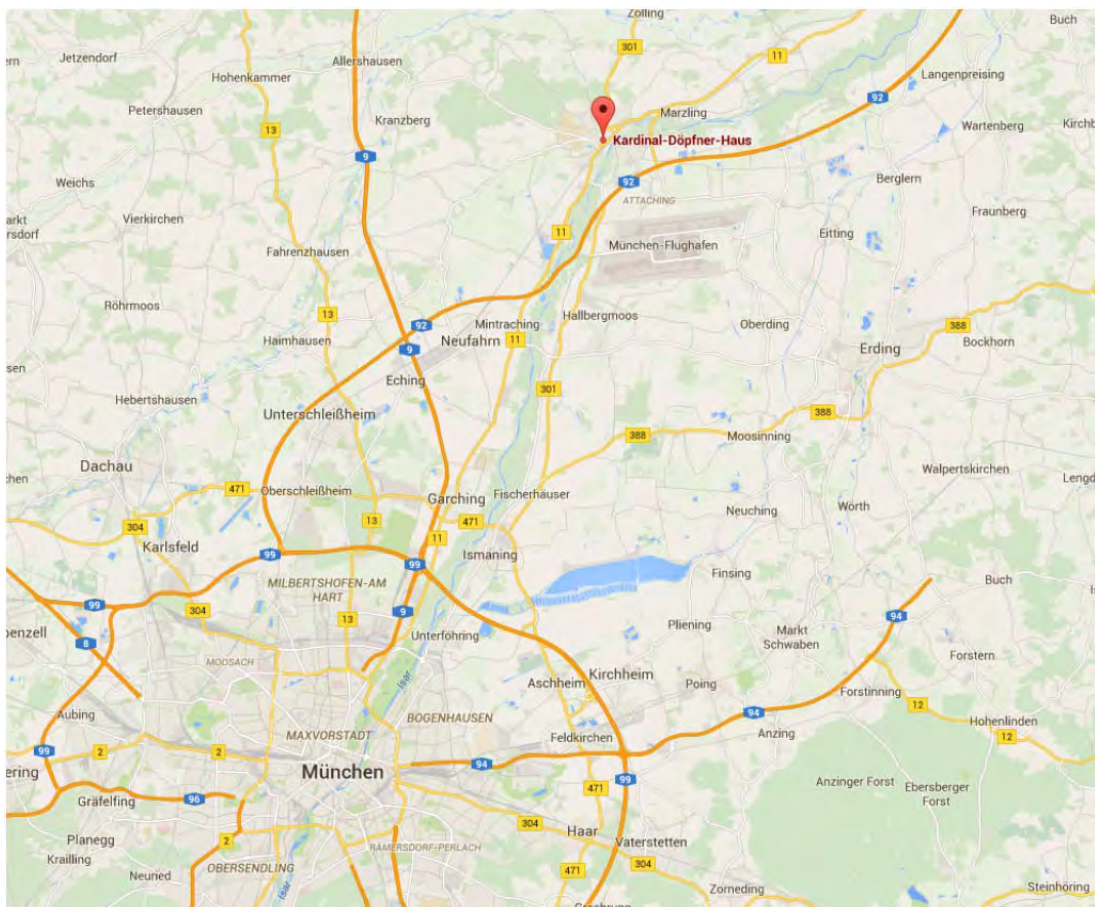 Zolling
Buch
Jetzendorf
Allershausen
301
11
Hohenkammer
Langenpreising
92
Petershausen
Kranzberg
Marzling
13
Wartenberg
Kirchb
Kardinal-Döpfner-Haus
9
Weichs
92
Berglern
ATTACHING
Vierkirchen
Fraunberg
11
Eitting
München-Flughafen
Fahrenzhausen
Röhrmoos
13
Hallbergmoos
92
Mintraching
Oberding
388
Haimhausen
Neufahrn
11
Bockhorn
9
Erding
Eching
301
Hebertshausen
Unterschleißheim
388
388
Moosinning
Dachau
Walpertskirchen
Lengd
471
Oberschleißheim
Garching
Fischerhäuser
Neuching
Wörth
304
13
471
11
Karlsfeld
99
Ismaning
99
MILBERTSHOFEN-AM
HART
Finsing
Buch
99
304
9
94
13
Pliening
penzell
8
Unterföhring
Markt
Schwaben
MOOSACH
Isar
Kirchheim
Forstern
Aschheim
Poing
Forstinning
Aubing
BOGENHAUSEN
12
94
Hohenlinden
MAXVORSTADT
Feldkirchen
Anzing
12
99
2
2
ering
München
94
99
Gräfelfing
96
471
Anzinger Forst
Ebersberger
Forst
304
Planegg
2
Haar
Vaterstetten
Krailling
RAMERSDORF-PERLACH
304
Neuried
OBERSENDLING
471
Isar
Zorneding
Steinhöring